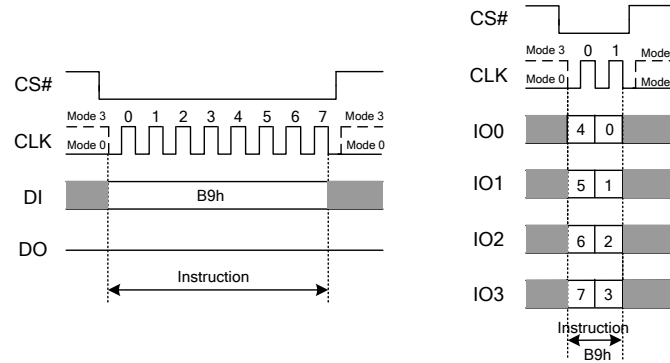 CS#
Mode 3 0 1 2 3 4 5 6 7 Mode 3
CLK
Mode 0 Mode 0
DI B9h
DO
Instruction
CS#
Mode 3 0 1 Mode
CLK
Mode 0 Mode
IO0 4 0
IO1 5 1
IO2 6 2
IO3 7 3
Instruction
B9h